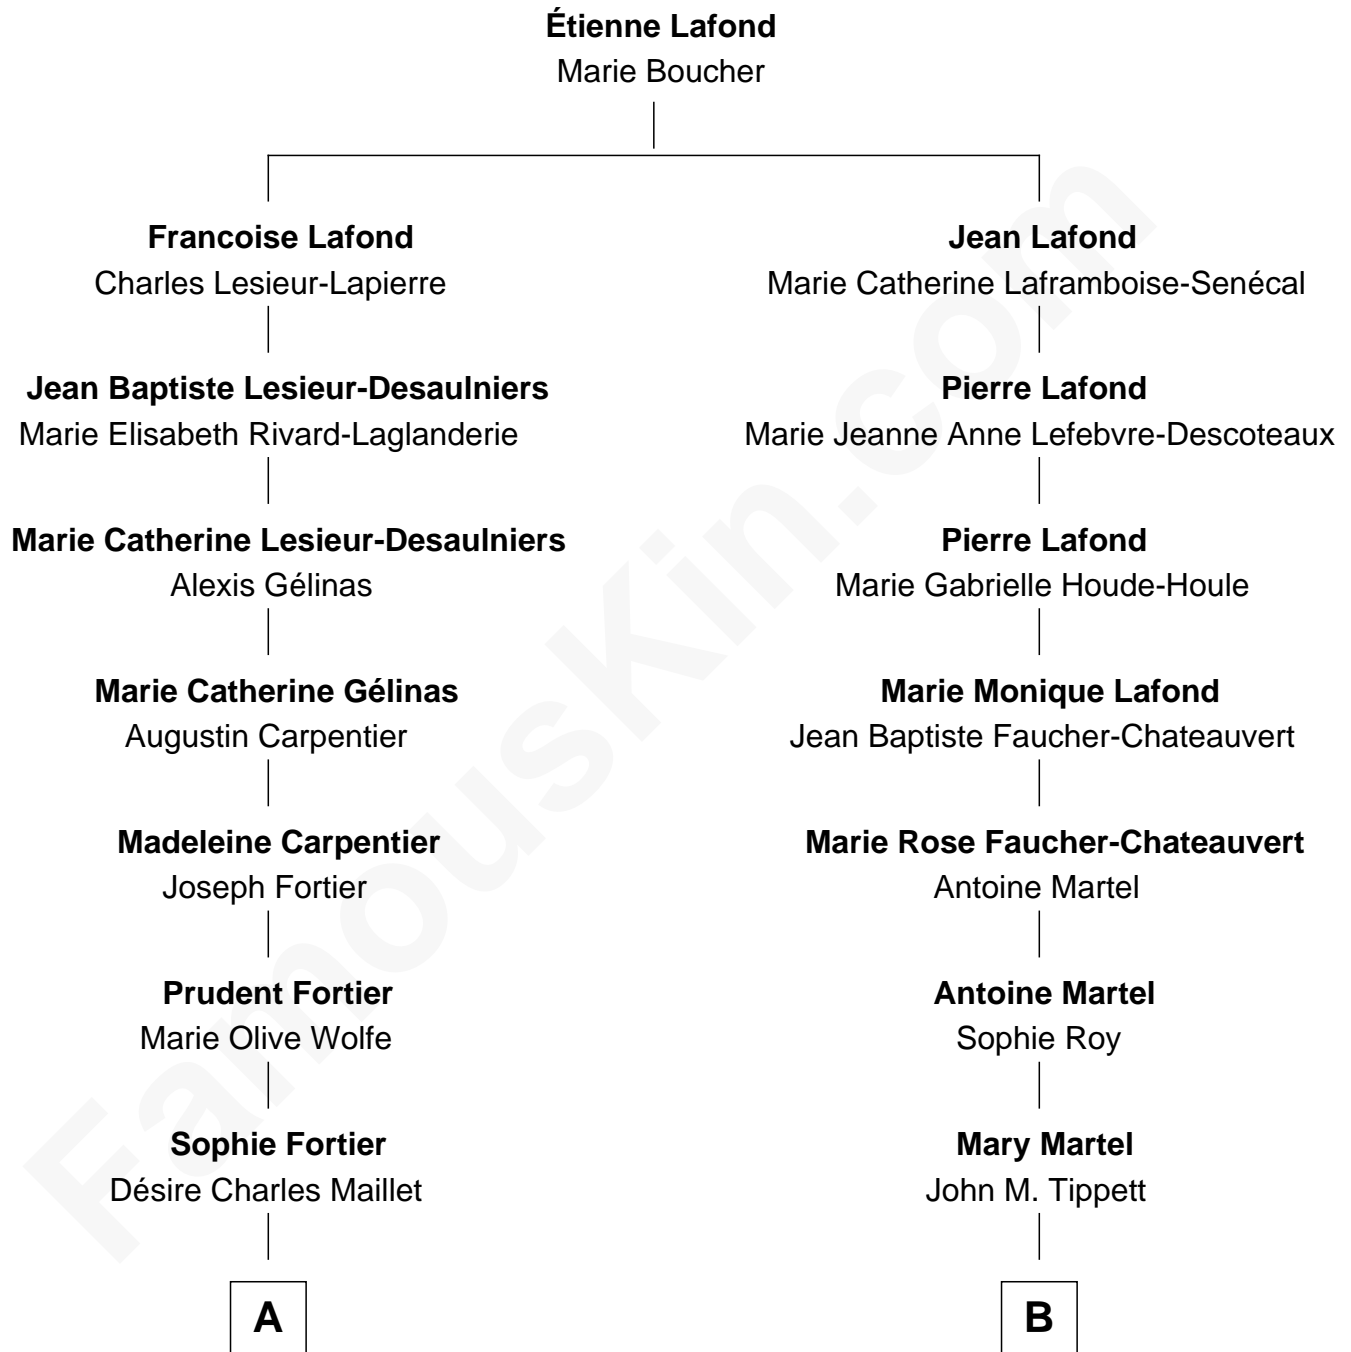 Étienne Lafond
Marie Boucher
Francoise Lafond
Charles Lesieur-Lapierre
Jean Baptiste Lesieur-Desaulniers
Marie Elisabeth Rivard-Laglanderie
Marie Catherine Lesieur-Desaulniers
Alexis Gélinas
Marie Catherine Gélinas
Augustin Carpentier
Madeleine Carpentier
Joseph Fortier
Prudent Fortier
Marie Olive Wolfe
Sophie Fortier
Désire Charles Maillet
A
Jean Lafond
Marie Catherine Laframboise-Senécal
Pierre Lafond
Marie Jeanne Anne Lefebvre-Descoteaux
Pierre Lafond
Marie Gabrielle Houde-Houle
Marie Monique Lafond
Jean Baptiste Faucher-Chateauvert
Marie Rose Faucher-Chateauvert
Antoine Martel
Antoine Martel
Sophie Roy
Mary Martel
John M. Tippett
B
FamousKin.com